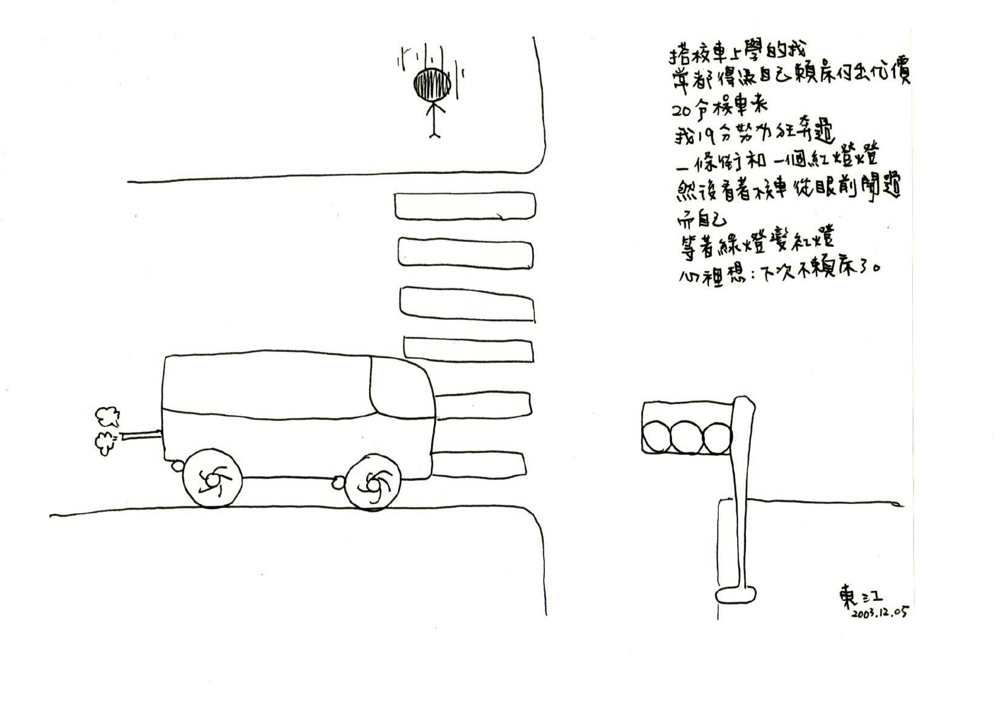 搭校車上學的我
常都得為自己賴床付出代價
20分校車來
我19分努力狂奔過
一條街和一個紅燈燈
然後看著校車從眼前開過
而自己
等著綠燈變紅燈
心裡想:下次不賴床了。
東江
2003.12.05